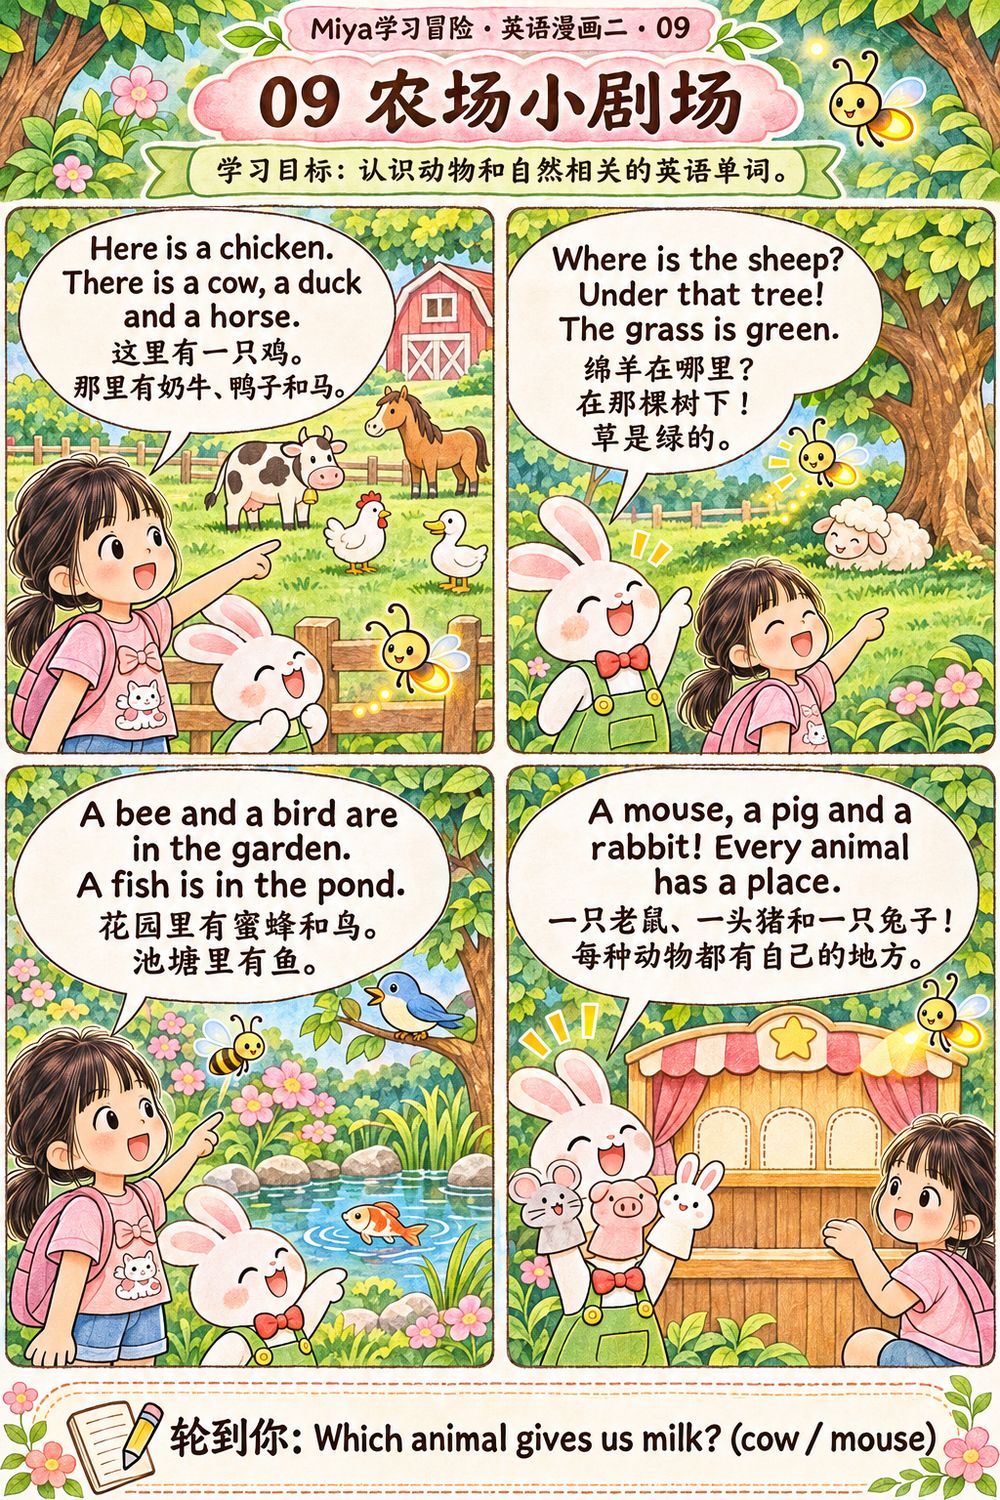 Miya学习冒险·英语漫画二·09
09 农场小剧场
学习目标：认识动物和自然相关的英语单词。
Here is a chicken.
There is a cow, a duck
and a horse.
这里有一只鸡。
那里有奶牛、鸭子和马。
Where is the sheep?
Under that tree!
The grass is green.
绵羊在哪里？
在那棵树下！
草是绿的。
A bee and a bird are
in the garden.
A fish is in the pond.
花园里有蜜蜂和鸟。
池塘里有鱼。
A mouse, a pig and a
rabbit! Every animal
has a place.
一只老鼠、一头猪和一只兔子！
每种动物都有自己的地方。
轮到你：Which animal gives us milk? (cow / mouse)